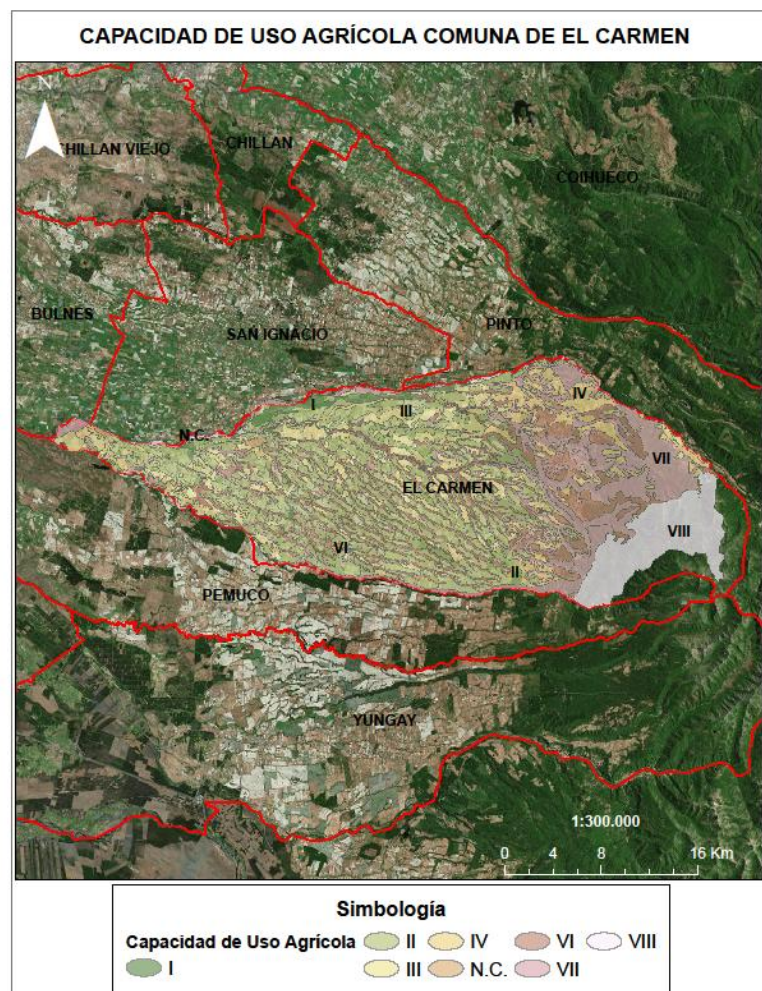 CAPACIDAD DE USO AGRÍCOLA COMUNA DE EL CARMEN
N
CHILLAN VIEJO
CHILLAN
COIHUECO
BULNES
SAN IGNACIO
PINTO
IV
I
III
N.C.
VII
EL CARMEN
VIII
VI
II
PEMUCO
YUNGAY
1:300.000
0 4 8 16 Km
Simbología
Capacidad de Uso Agrícola
I
II
III
IV
N.C.
VI
VII
VIII